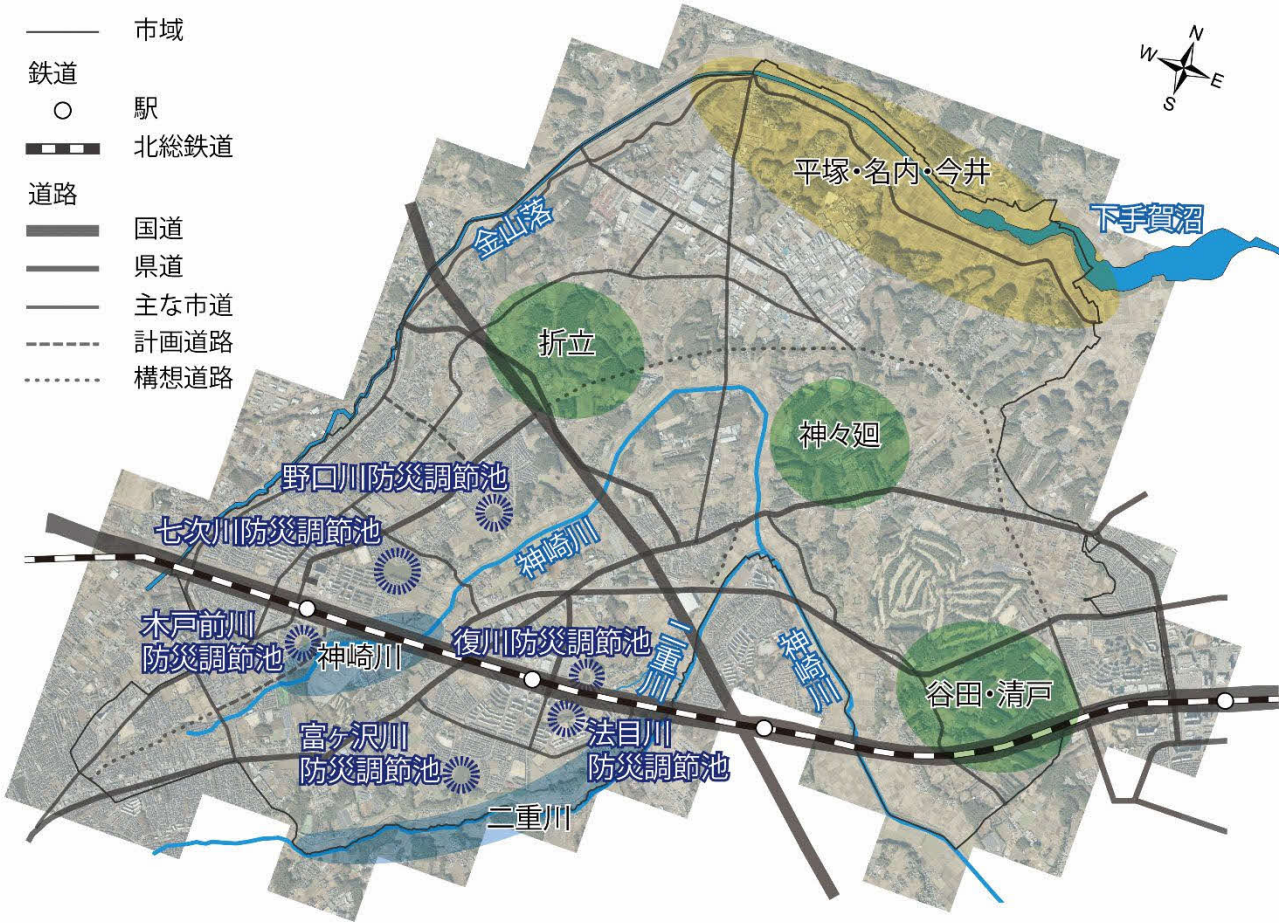 市域
鉄道
駅
北総鉄道
道路
国道
県道
主な市道
計画道路
構想道路
N
W
E
S
平塚・名内・今井
下手賀沼
金山落
折立
神々廻
野口川防災調節池
七次川防災調節池
神崎川
木戸前川
防災調節池
神崎川
復川防災調節池
二重川
神崎川
谷田・清戸
富ヶ沢川
防災調節池
法目川
防災調節池
二重川